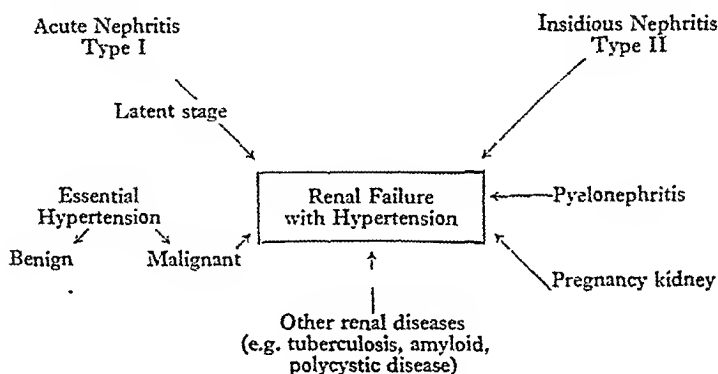 Acute Nephritis
Type I
Insidious Nephritis
Type II
Latent stage
Essential
Hypertension
Renal Failure
with Hypertension
Pyelonephritis
Benign
Malignant
Pregnancy kidney
Other renal diseases
(e.g. tuberculosis, amyloid,
polycystic disease)